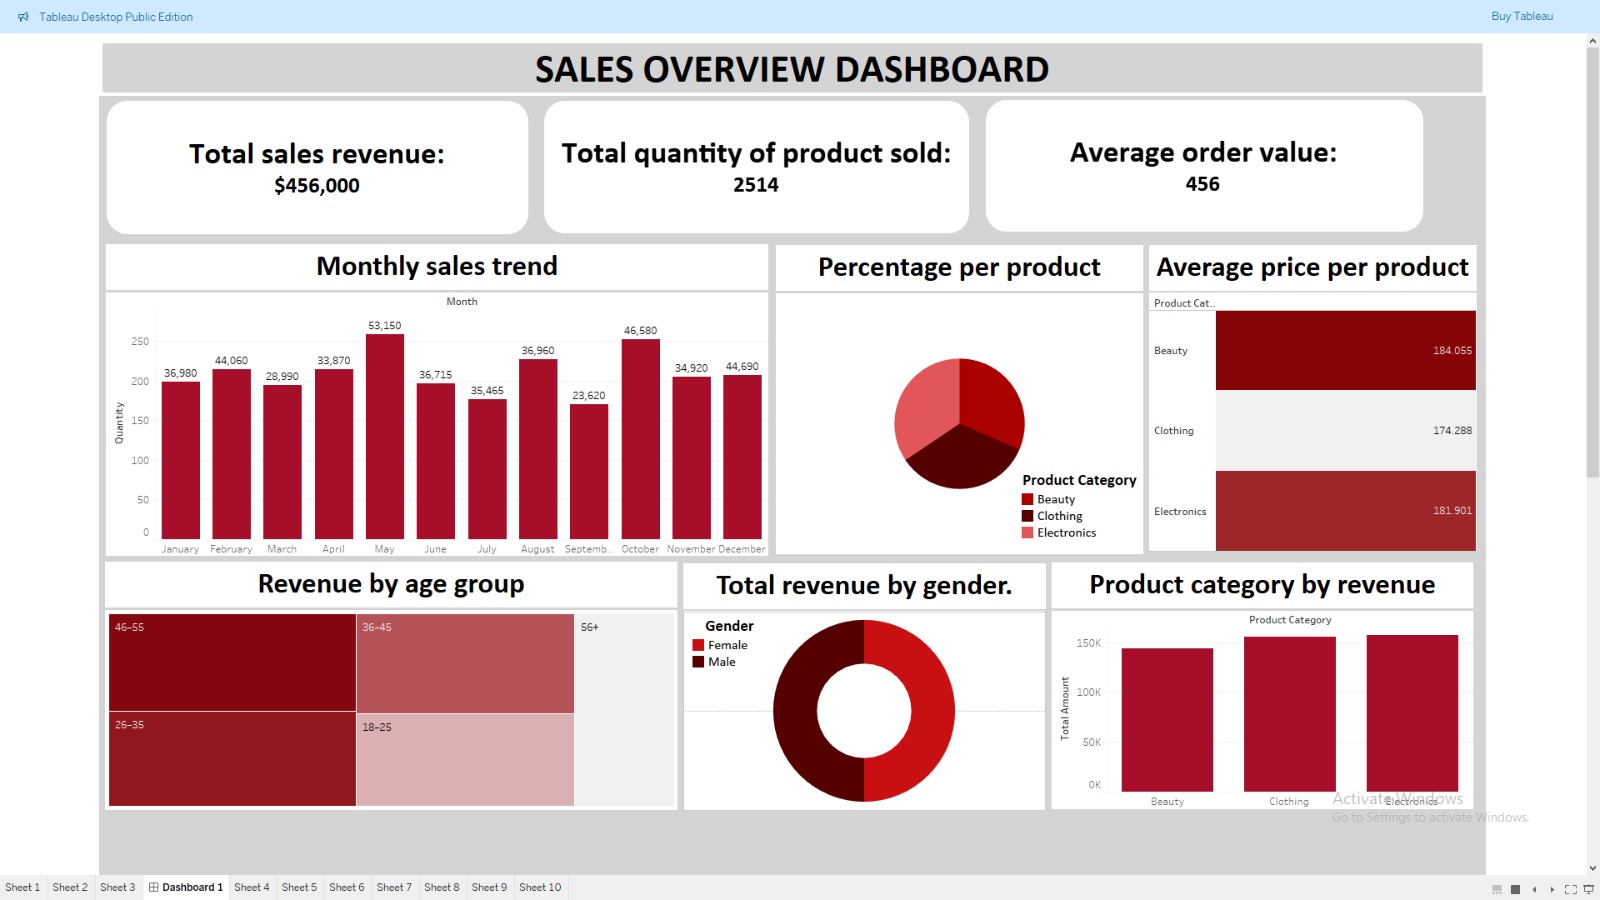 Tableau Desktop Public Edition
Buy Tableau
SALES OVERVIEW DASHBOARD
Total sales revenue:
$456,000
Total quantity of product sold:
2514
Average order value:
456
Monthly sales trend
Month
Quantity
250
200
150
100
50
0
36,980
44,060
28,990
33,870
53,150
36,715
35,465
36,960
23,620
46,580
34,920
44,690
January
February
March
April
May
June
July
August
Septemb..
October
November
December
Percentage per product
Product Category
Beauty
Clothing
Electronics
Average price per product
Product Cat..
Beauty
184.055
Clothing
174.288
Electronics
181.901
Revenue by age group
46-55
36-45
56+
26-35
18-25
Total revenue by gender.
Gender
Female
Male
Product category by revenue
Product Category
Total Amount
150K
100K
50K
0K
Beauty
Clothing
Electronics
Activate Windows
Go to Settings to activate Windows.
Sheet 1
Sheet 2
Sheet 3
Dashboard 1
Sheet 4
Sheet 5
Sheet 6
Sheet 7
Sheet 8
Sheet 9
Sheet 10